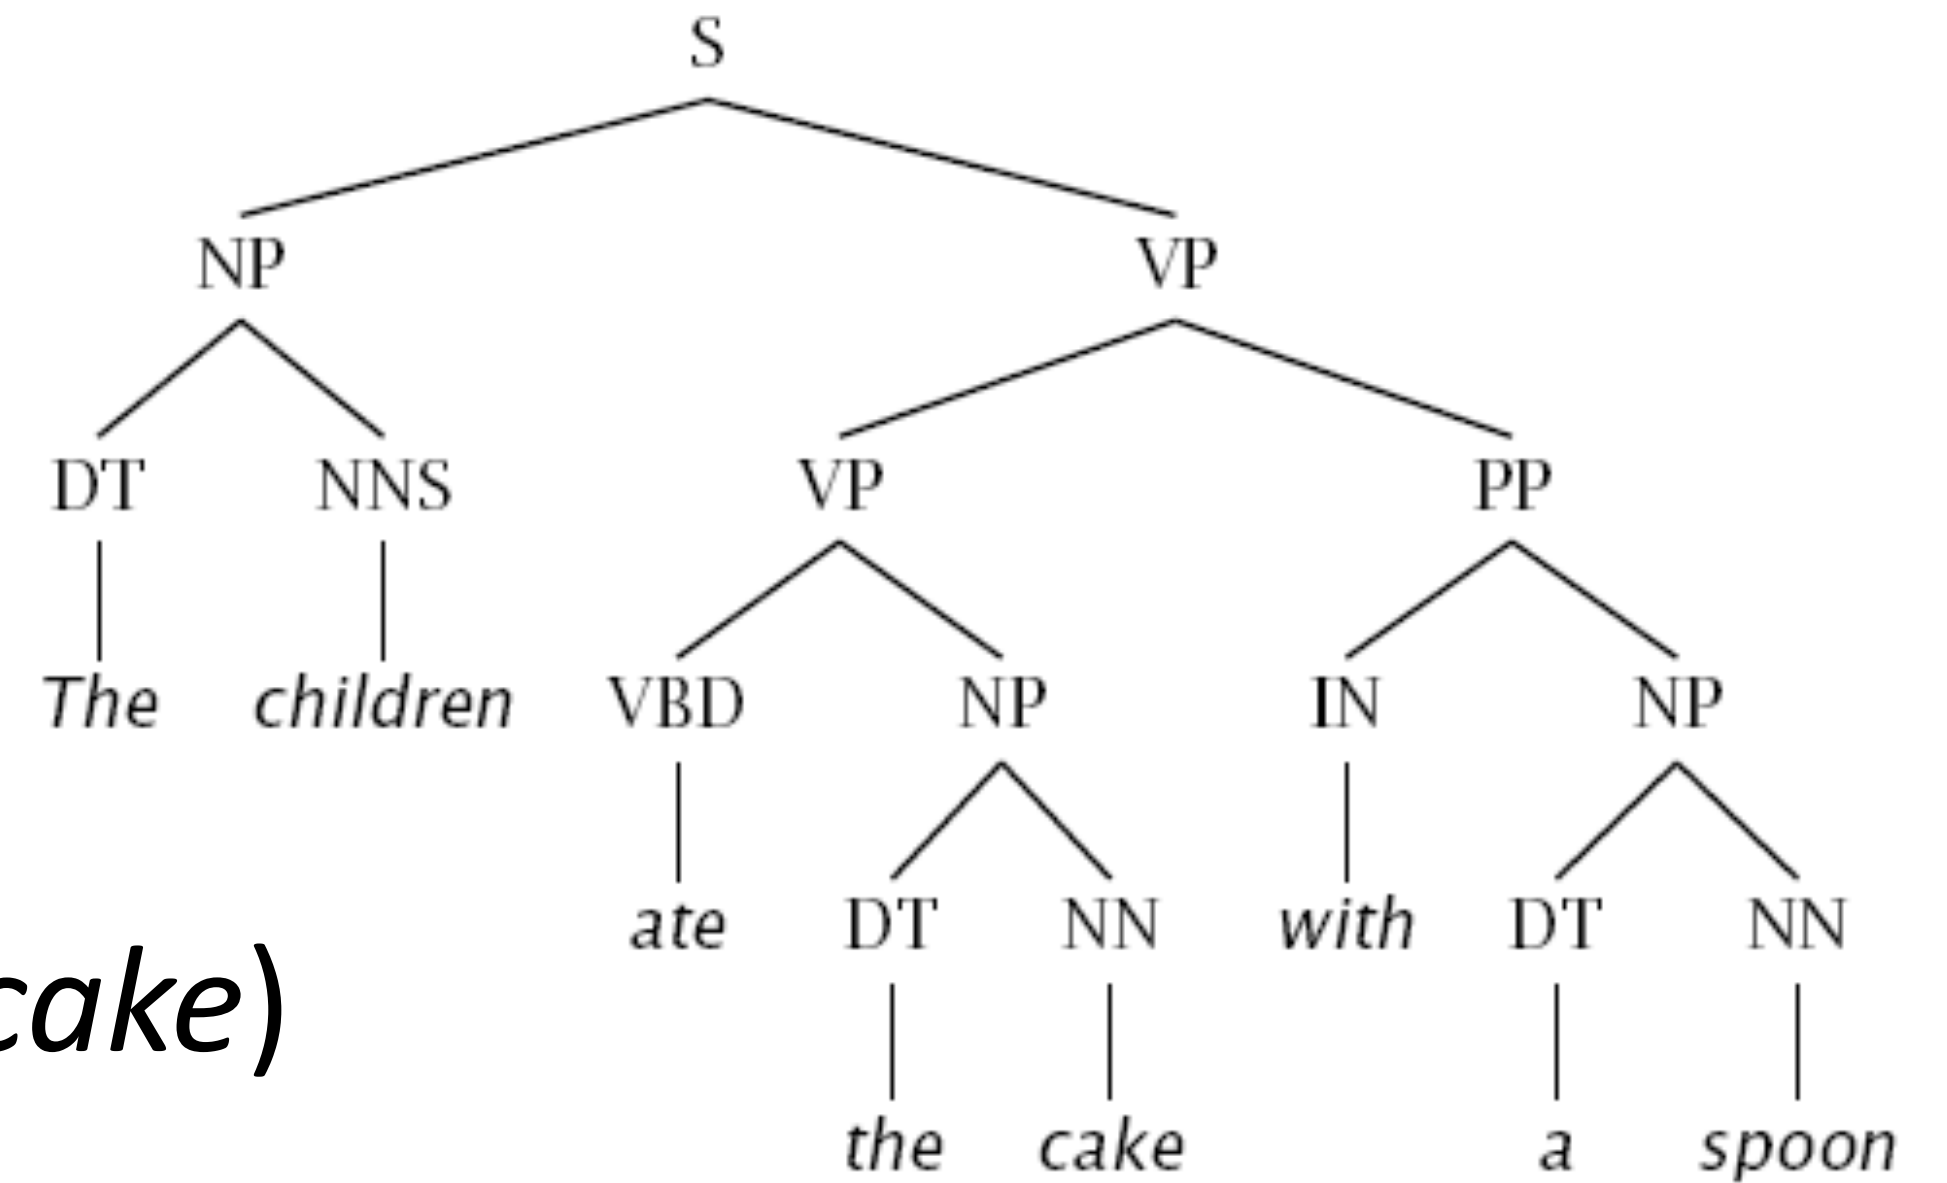 S
NP VP
DT NNS VP PP
The children VBD NP IN NP
ate DT NN with DT NN
cake)
the cake a spoon